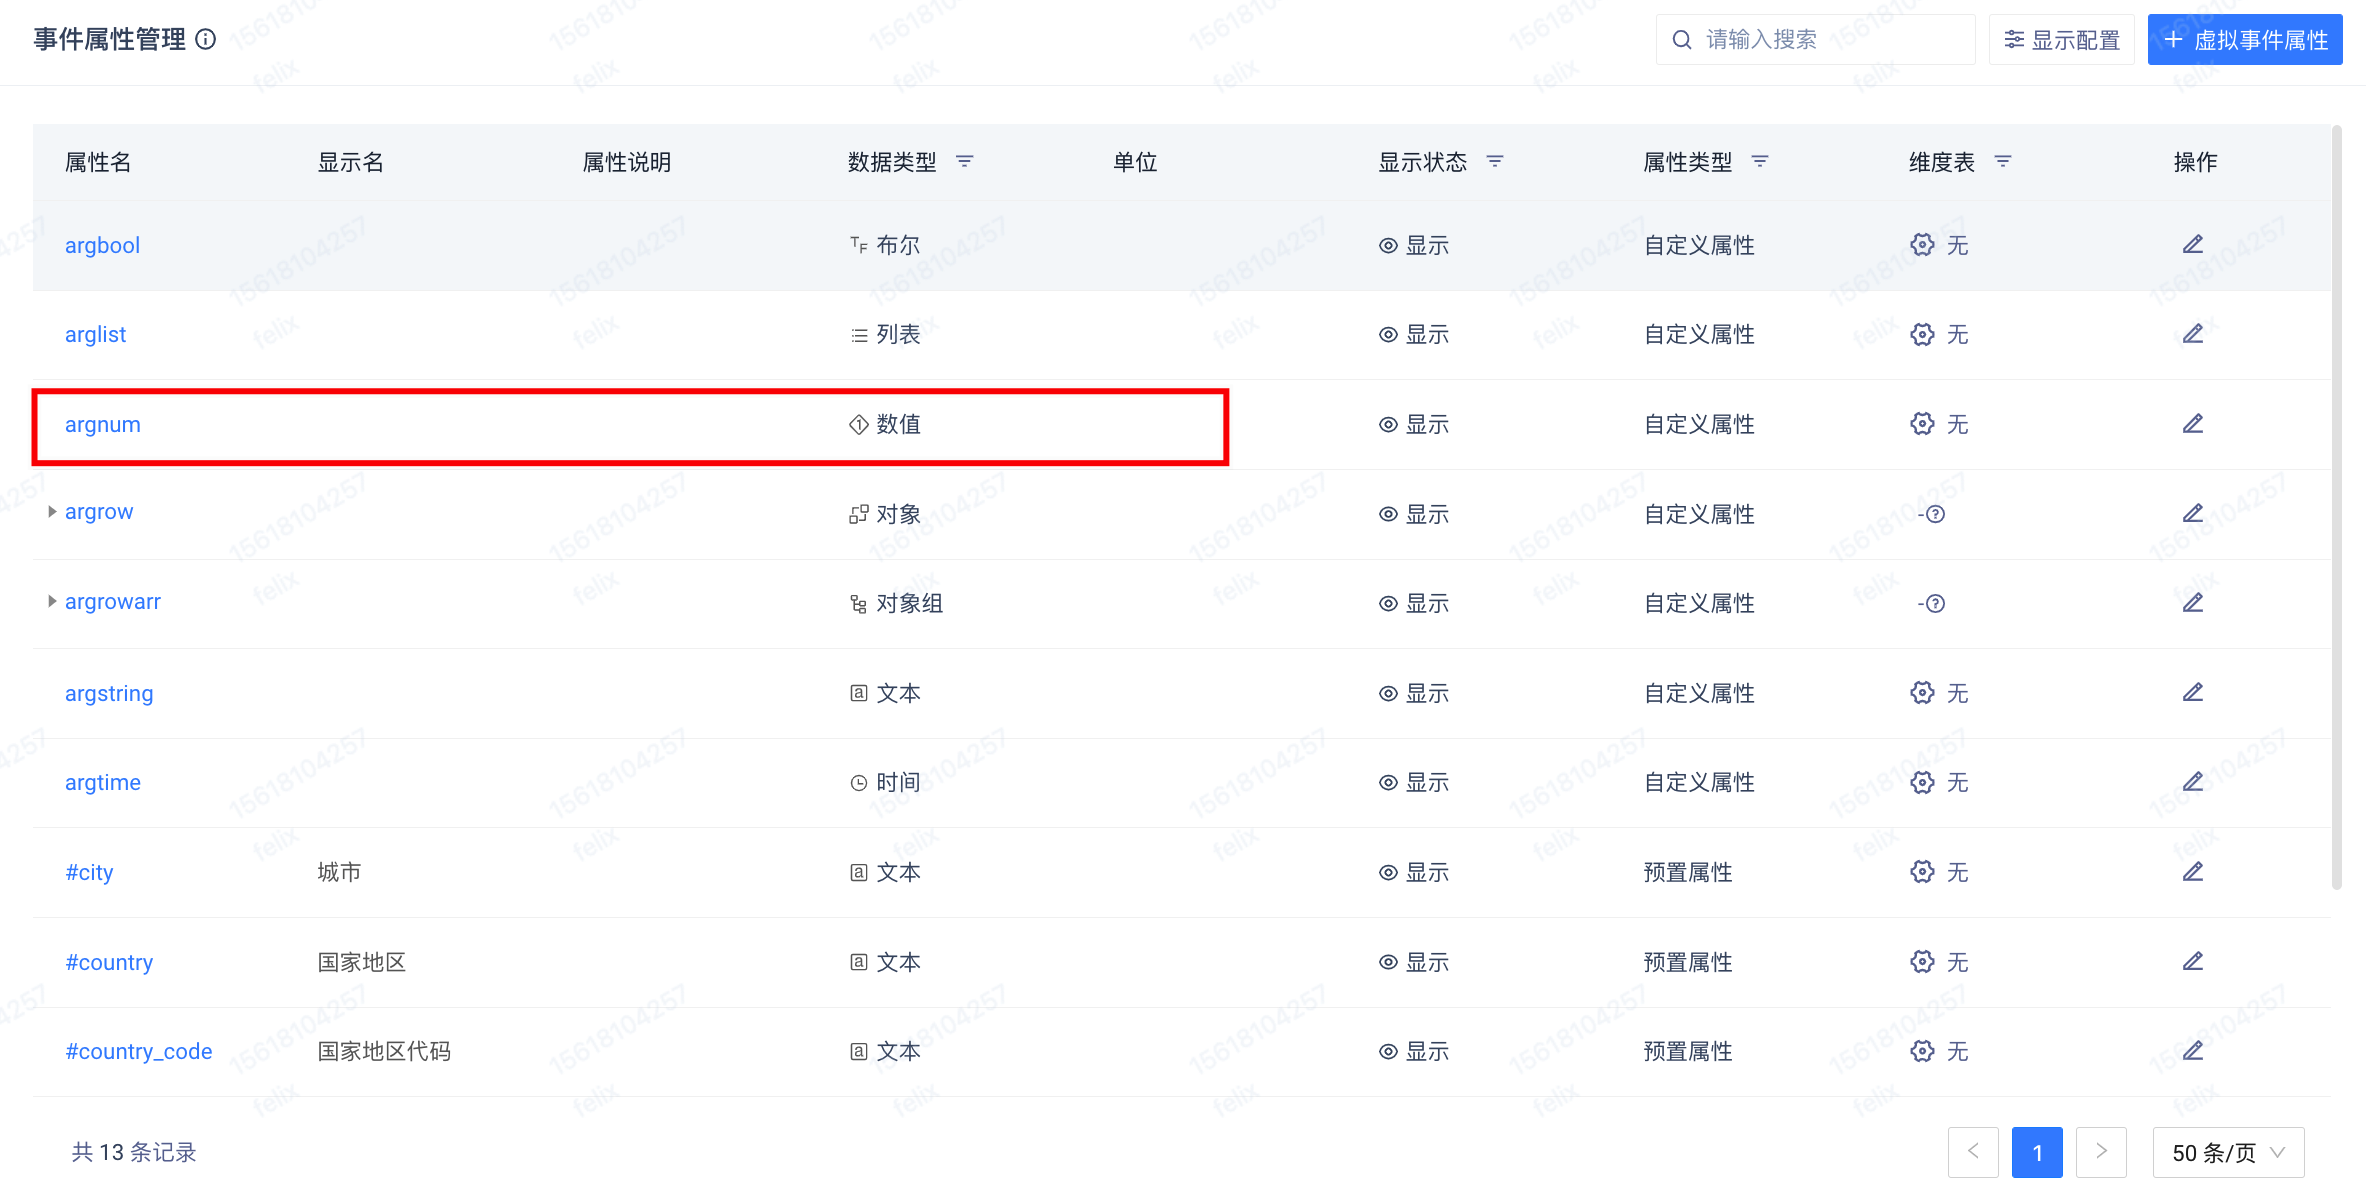 事件属性管理
请输入搜索
显示配置
+ 虚拟事件属性
属性名 显示名 属性说明 数据类型 单位 显示状态 属性类型 维度表 操作
argbool 布尔 显示 自定义属性 无
arglist 列表 显示 自定义属性 无
argnum 数值 显示 自定义属性 无
argrow 对象 显示 自定义属性 -
argrowarr 对象组 显示 自定义属性 -
argstring 文本 显示 自定义属性 无
argtime 时间 显示 自定义属性 无
#city 城市 文本 显示 预置属性 无
#country 国家地区 文本 显示 预置属性 无
#country_code 国家地区代码 文本 显示 预置属性 无
共 13 条记录
1
50 条/页
15618104257
felix